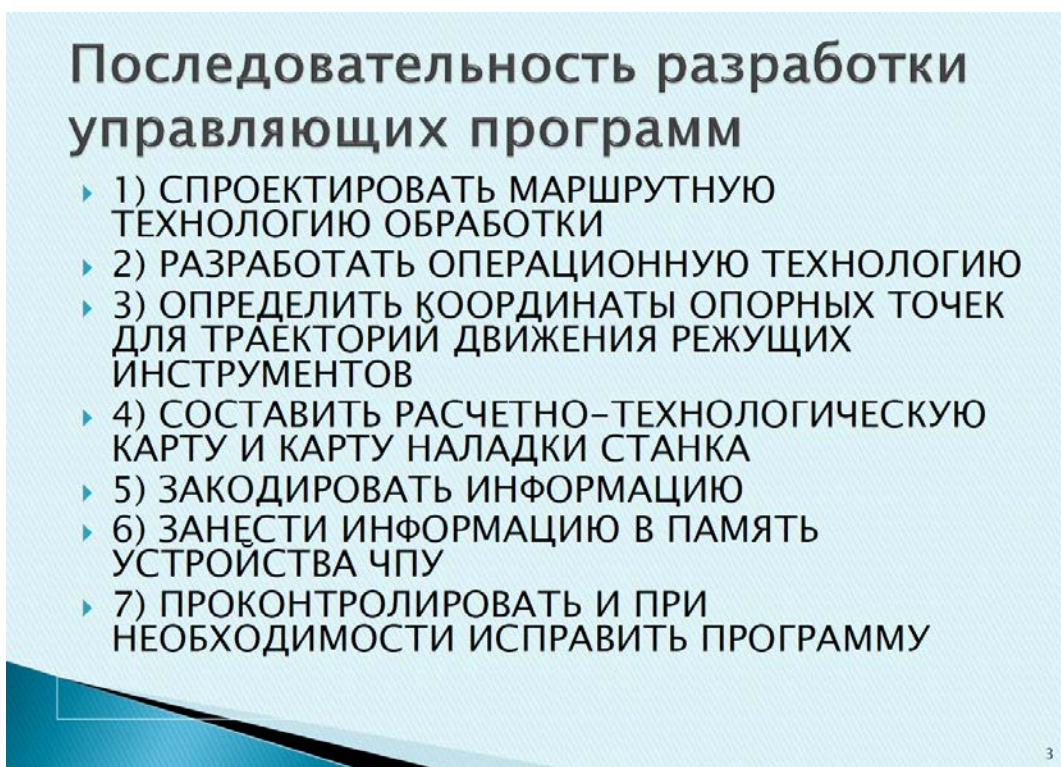 Последовательность разработки
управляющих программ
1) СПРОЕКТИРОВАТЬ МАРШРУТНУЮ
ТЕХНОЛОГИЮ ОБРАБОТКИ
2) РАЗРАБОТАТЬ ОПЕРАЦИОННУЮ ТЕХНОЛОГИЮ
3) ОПРЕДЕЛИТЬ КООРДИНАТЫ ОПОРНЫХ ТОЧЕК
ДЛЯ ТРАЕКТОРИЙ ДВИЖЕНИЯ РЕЖУЩИХ
ИНСТРУМЕНТОВ
4) СОСТАВИТЬ РАСЧЕТНО-ТЕХНОЛОГИЧЕСКУЮ
КАРТУ И КАРТУ НАЛАДКИ СТАНКА
5) ЗАКОДИРОВАТЬ ИНФОРМАЦИЮ
6) ЗАНЕСТИ ИНФОРМАЦИЮ В ПАМЯТЬ
УСТРОЙСТВА ЧПУ
7) ПРОКОНТРОЛИРОВАТЬ И ПРИ
НЕОБХОДИМОСТИ ИСПРАВИТЬ ПРОГРАММУ
3